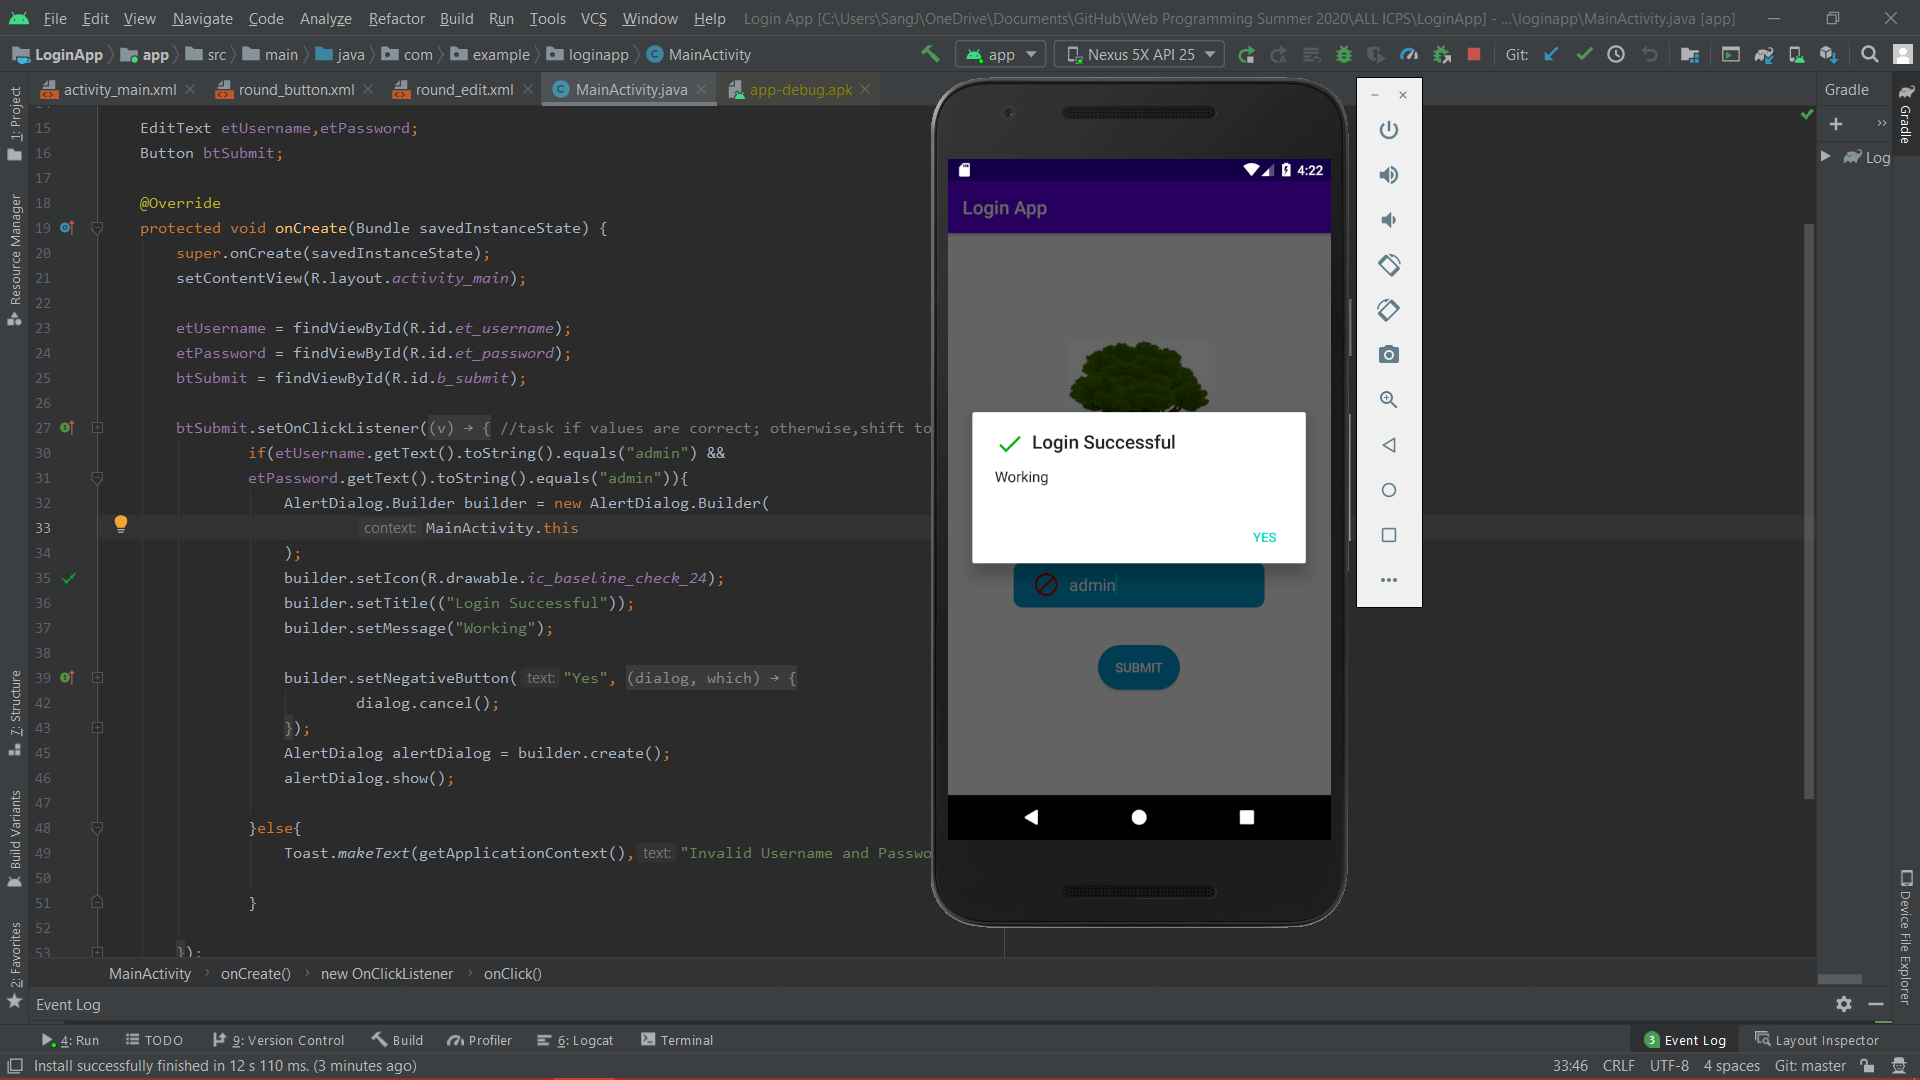 File Edit View Navigate Code Analyze Refactor Build Run Tools VCS Window Help Login App [C:\Users\SangJ\OneDrive\Documents\GitHub\Web Programming Summer 2020\ALL ICPS\LoginApp] - ...\loginapp\MainActivity.java [app]
LoginApp app src main java com example loginapp MainActivity app Nexus 5X API 25 Git:
activity_main.xml round_button.xml round_edit.xml MainActivity.java app-debug.apk
Gradle
1: Project
Resource Manager
7: Structure
Build Variants
2: Favorites
15 EditText etUsername,etPassword;
16 Button btSubmit;
17
18 @Override
19 protected void onCreate(Bundle savedInstanceState) {
20 super.onCreate(savedInstanceState);
21 setContentView(R.layout.activity_main);
22
23 etUsername = findViewById(R.id.et_username);
24 etPassword = findViewById(R.id.et_password);
25 btSubmit = findViewById(R.id.b_submit);
26
27 btSubmit.setOnClickListener((v) → { //task if values are correct; otherwise,shift to
30 if(etUsername.getText().toString().equals("admin") &&
31 etPassword.getText().toString().equals("admin")){
32 AlertDialog.Builder builder = new AlertDialog.Builder(
33 context: MainActivity.this
34 );
35 builder.setIcon(R.drawable.ic_baseline_check_24);
36 builder.setTitle(("Login Successful"));
37 builder.setMessage("Working");
38
39 builder.setNegativeButton( text: "Yes", (dialog, which) → {
42 dialog.cancel();
43 });
45 AlertDialog alertDialog = builder.create();
46 alertDialog.show();
47
48 }else{
49 Toast.makeText(getApplicationContext(), text: "Invalid Username and Passwo
50
51 }
52
53 });
4:22
Login App
Login Successful
Working
YES
admin
SUBMIT
Log
Gradle
Device File Explorer
MainActivity › onCreate() › new OnClickListener › onClick()
Event Log
4: Run TODO 9: Version Control Build Profiler 6: Logcat Terminal 3 Event Log Layout Inspector
Install successfully finished in 12 s 110 ms. (3 minutes ago) 33:46 CRLF UTF-8 4 spaces Git: master